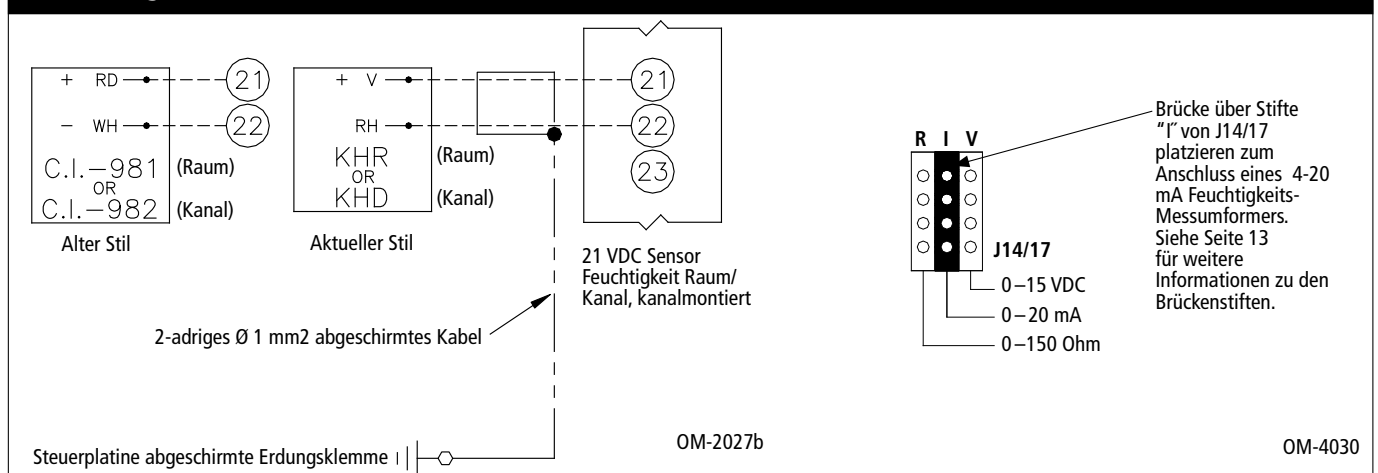 + RD
21
- WH
22
C.I.-981
OR
C.I.-982
(Raum)
(Kanal)
Alter Stil
+ V
RH
KHR
OR
KHD
(Raum)
(Kanal)
Aktueller Stil
21
22
23
21 VDC Sensor
Feuchtigkeit Raum/
Kanal, kanalmontiert
2-adriges Ø 1 mm2 abgeschirmtes Kabel
Steuerplatine abgeschirmte Erdungsklemme
OM-2027b
R I V
J14/17
0–15 VDC
0–20 mA
0–150 Ohm
Brücke über Stifte
"I" von J14/17
platzieren zum
Anschluss eines 4-20
mA Feuchtigkeits-
Messumformers.
Siehe Seite 13
für weitere
Informationen zu den
Brückenstiften.
OM-4030